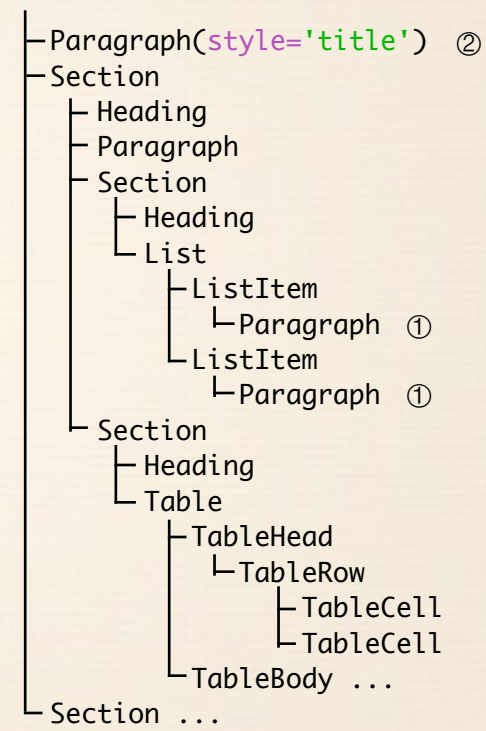 Paragraph(style='title') ②
Section
Heading
Paragraph
Section
Heading
List
ListItem
Paragraph ①
ListItem
Paragraph ①
Section
Heading
Table
TableHead
TableRow
TableCell
TableCell
TableBody ...
Section ...